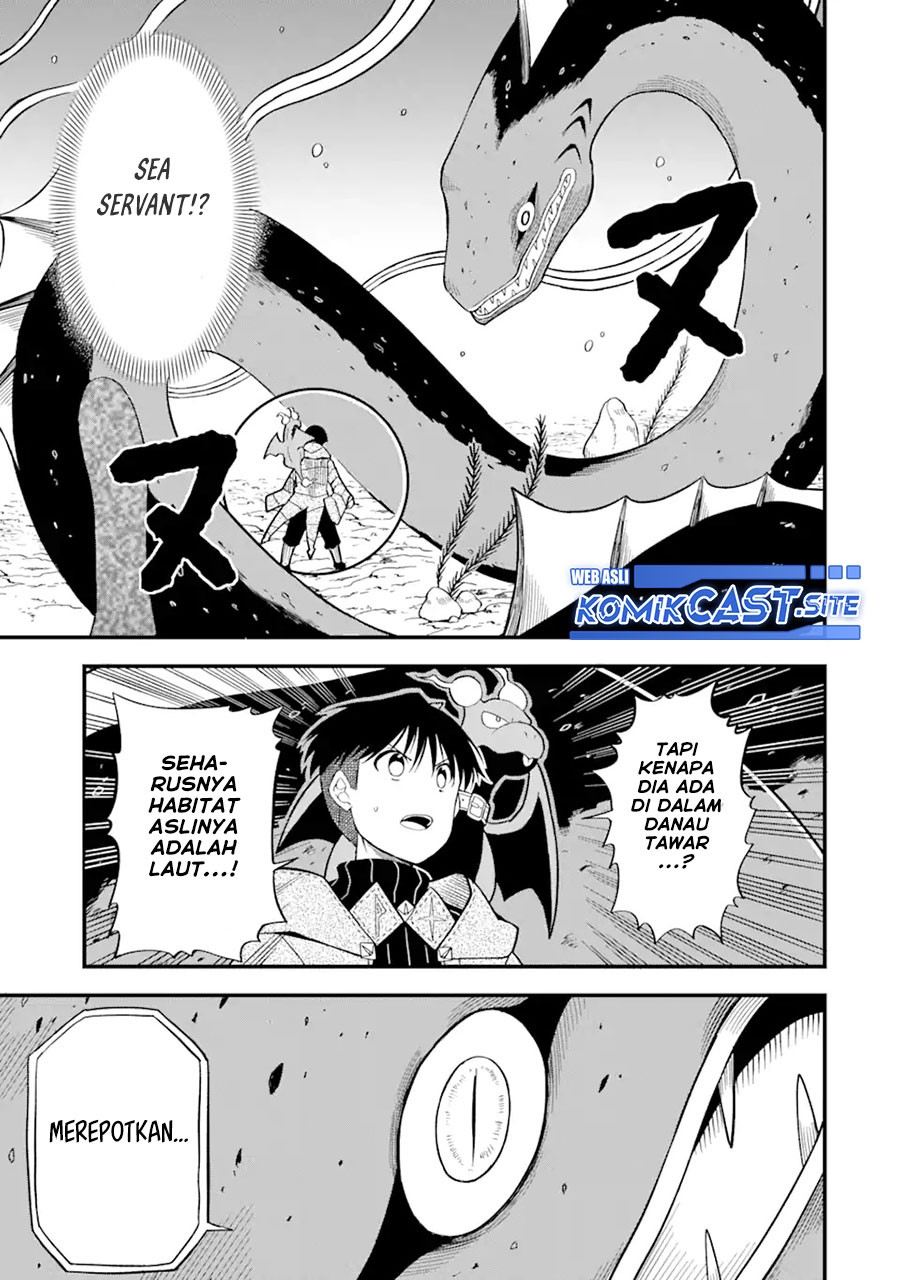 SEA
SERVANT!?
ヌ
ヌ
WEB ASLI
KOMIKCAST.SITE
TAPI
KENAPA
DIA ADA
DI DALAM
DANAU
TAWAR
...?
SEHA-
RUSNYA
HABITAT
ASLINYA
ADALAH
LAUT...!
MEREPOTKAN...